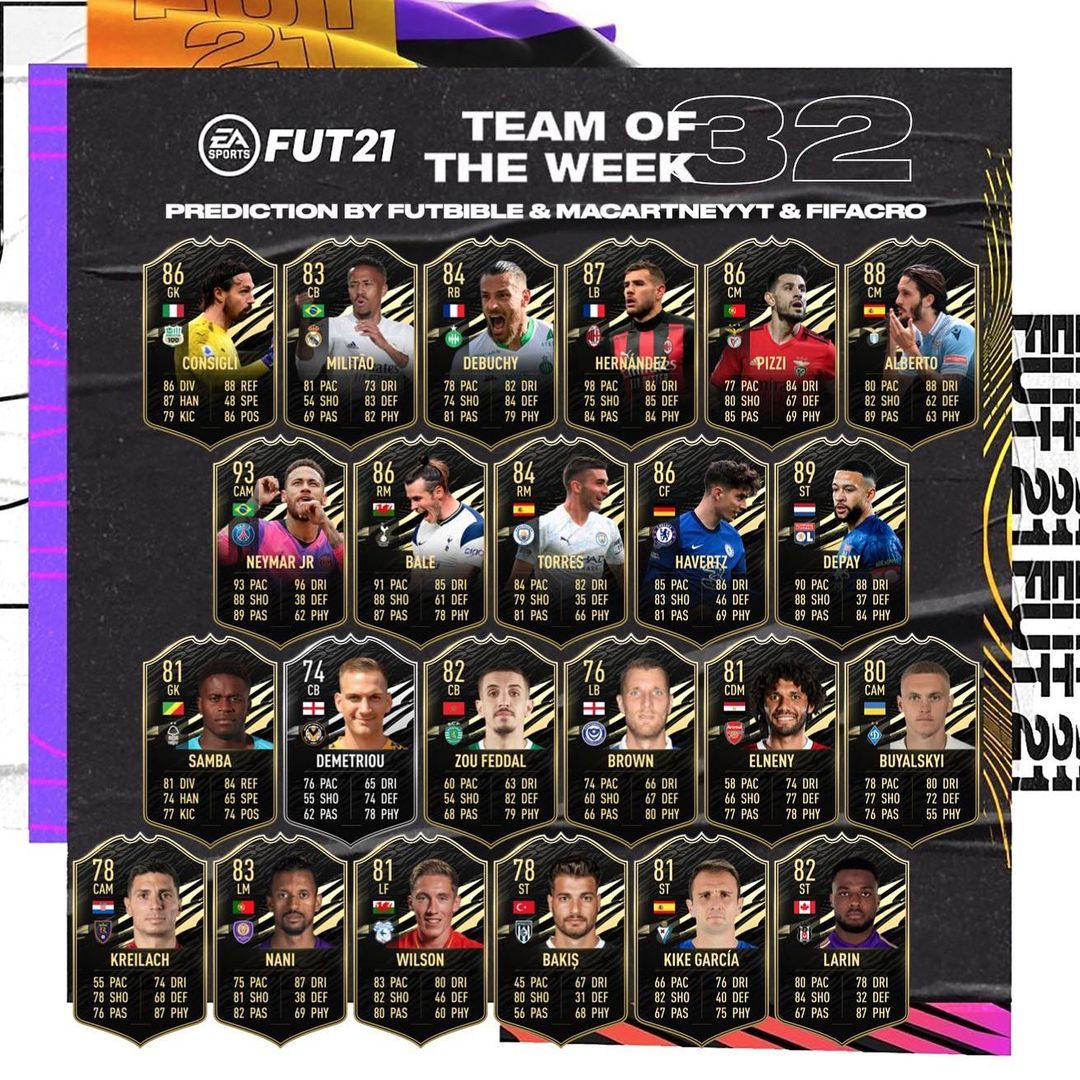 FUT
21
EA
SPORTS
FUT21
TEAM OF
THE WEEK
32
PREDICTION BY FUTBIBLE & MACARTNEYYT & FIFACRO
86
GK
CONSIGLI
86 DIV 88 REF
87 HAN 48 SPE
79 KIC 86 POS
83
CB
MILITÃO
81 PAC 73 DRI
54 SHO 83 DEF
69 PAS 82 PHY
84
RB
DEBUCHY
78 PAC 82 DRI
74 SHO 84 DEF
81 PAS 79 PHY
87
LB
HERNÁNDEZ
98 PAC 86 DRI
75 SHO 85 DEF
84 PAS 84 PHY
86
CM
PIZZI
77 PAC 84 DRI
80 SHO 67 DEF
85 PAS 69 PHY
88
CM
ALBERTO
80 PAC 88 DRI
82 SHO 62 DEF
89 PAS 63 PHY
93
CAM
NEYMAR JR
93 PAC 96 DRI
88 SHO 38 DEF
89 PAS 62 PHY
86
RM
BALE
91 PAC 85 DRI
88 SHO 61 DEF
87 PAS 78 PHY
84
RM
TORRES
84 PAC 82 DRI
79 SHO 35 DEF
81 PAS 66 PHY
86
CF
HAVERTZ
85 PAC 86 DRI
83 SHO 46 DEF
81 PAS 69 PHY
89
ST
DEPAY
90 PAC 88 DRI
88 SHO 37 DEF
89 PAS 84 PHY
81
GK
SAMBA
81 DIV 84 REF
74 HAN 65 SPE
77 KIC 74 POS
74
CB
DEMETRIOU
76 PAC 65 DRI
55 SHO 74 DEF
62 PAS 78 PHY
82
CB
ZOU FEDDAL
60 PAC 63 DRI
54 SHO 82 DEF
68 PAS 79 PHY
76
LB
BROWN
74 PAC 66 DRI
60 SHO 67 DEF
66 PAS 80 PHY
81
CDM
ELNENY
58 PAC 74 DRI
66 SHO 77 DEF
77 PAS 78 PHY
80
CAM
BUYALSKYI
78 PAC 80 DRI
77 SHO 72 DEF
76 PAS 55 PHY
78
CAM
KREILACH
55 PAC 74 DRI
78 SHO 68 DEF
76 PAS 87 PHY
83
LM
NANI
75 PAC 87 DRI
81 SHO 38 DEF
82 PAS 69 PHY
81
LF
WILSON
83 PAC 80 DRI
82 SHO 46 DEF
80 PAS 60 PHY
78
ST
BAKIŞ
45 PAC 67 DRI
80 SHO 31 DEF
56 PAS 68 PHY
81
ST
KIKE GARCÍA
66 PAC 76 DRI
82 SHO 40 DEF
67 PAS 75 PHY
82
ST
LARIN
80 PAC 78 DRI
84 SHO 32 DEF
67 PAS 87 PHY
FUT 21 FUT 21